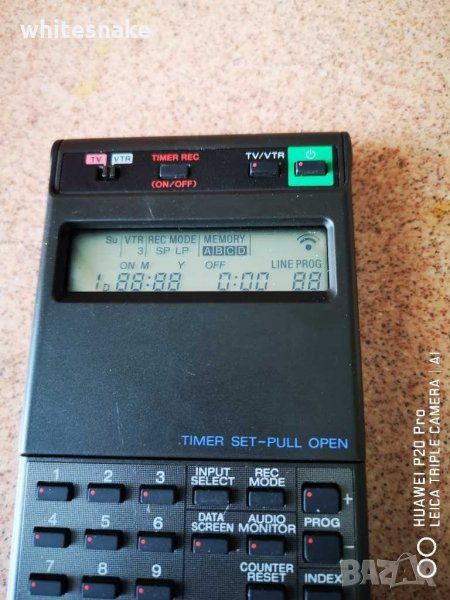 whitesnake
TV VTR TIMER REC TV/VTR
(ON/OFF)
Su VTR REC MODE MEMORY
3 SP LP A B C D
ON M Y OFF LINE PROG
1D 88:88 0:00 88
TIMER SET-PULL OPEN
1 2 3 INPUT SELECT REC MODE +
4 5 6 DATA SCREEN AUDIO MONITOR PROG −
7 8 9 COUNTER RESET INDEX
HUAWEI P20 Pro
LEICA TRIPLE CAMERA | AI
BAZAR